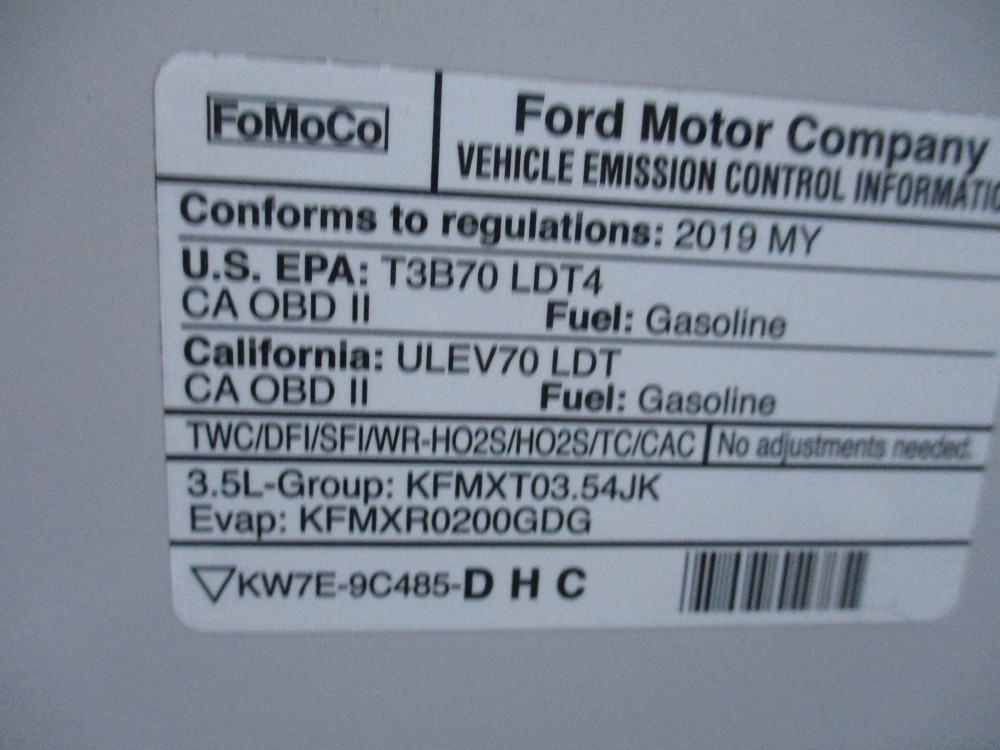 FoMoCo
Ford Motor Company
VEHICLE EMISSION CONTROL INFORMATIO
Conforms to regulations: 2019 MY
U.S. EPA: T3B70 LDT4
CA OBD II Fuel: Gasoline
California: ULEV70 LDT
CA OBD II Fuel: Gasoline
TWC/DFI/SFI/WR-HO2S/HO2S/TC/CAC No adjustments needed.
3.5L-Group: KFMXT03.54JK
Evap: KFMXR0200GDG
KW7E-9C485-D H C